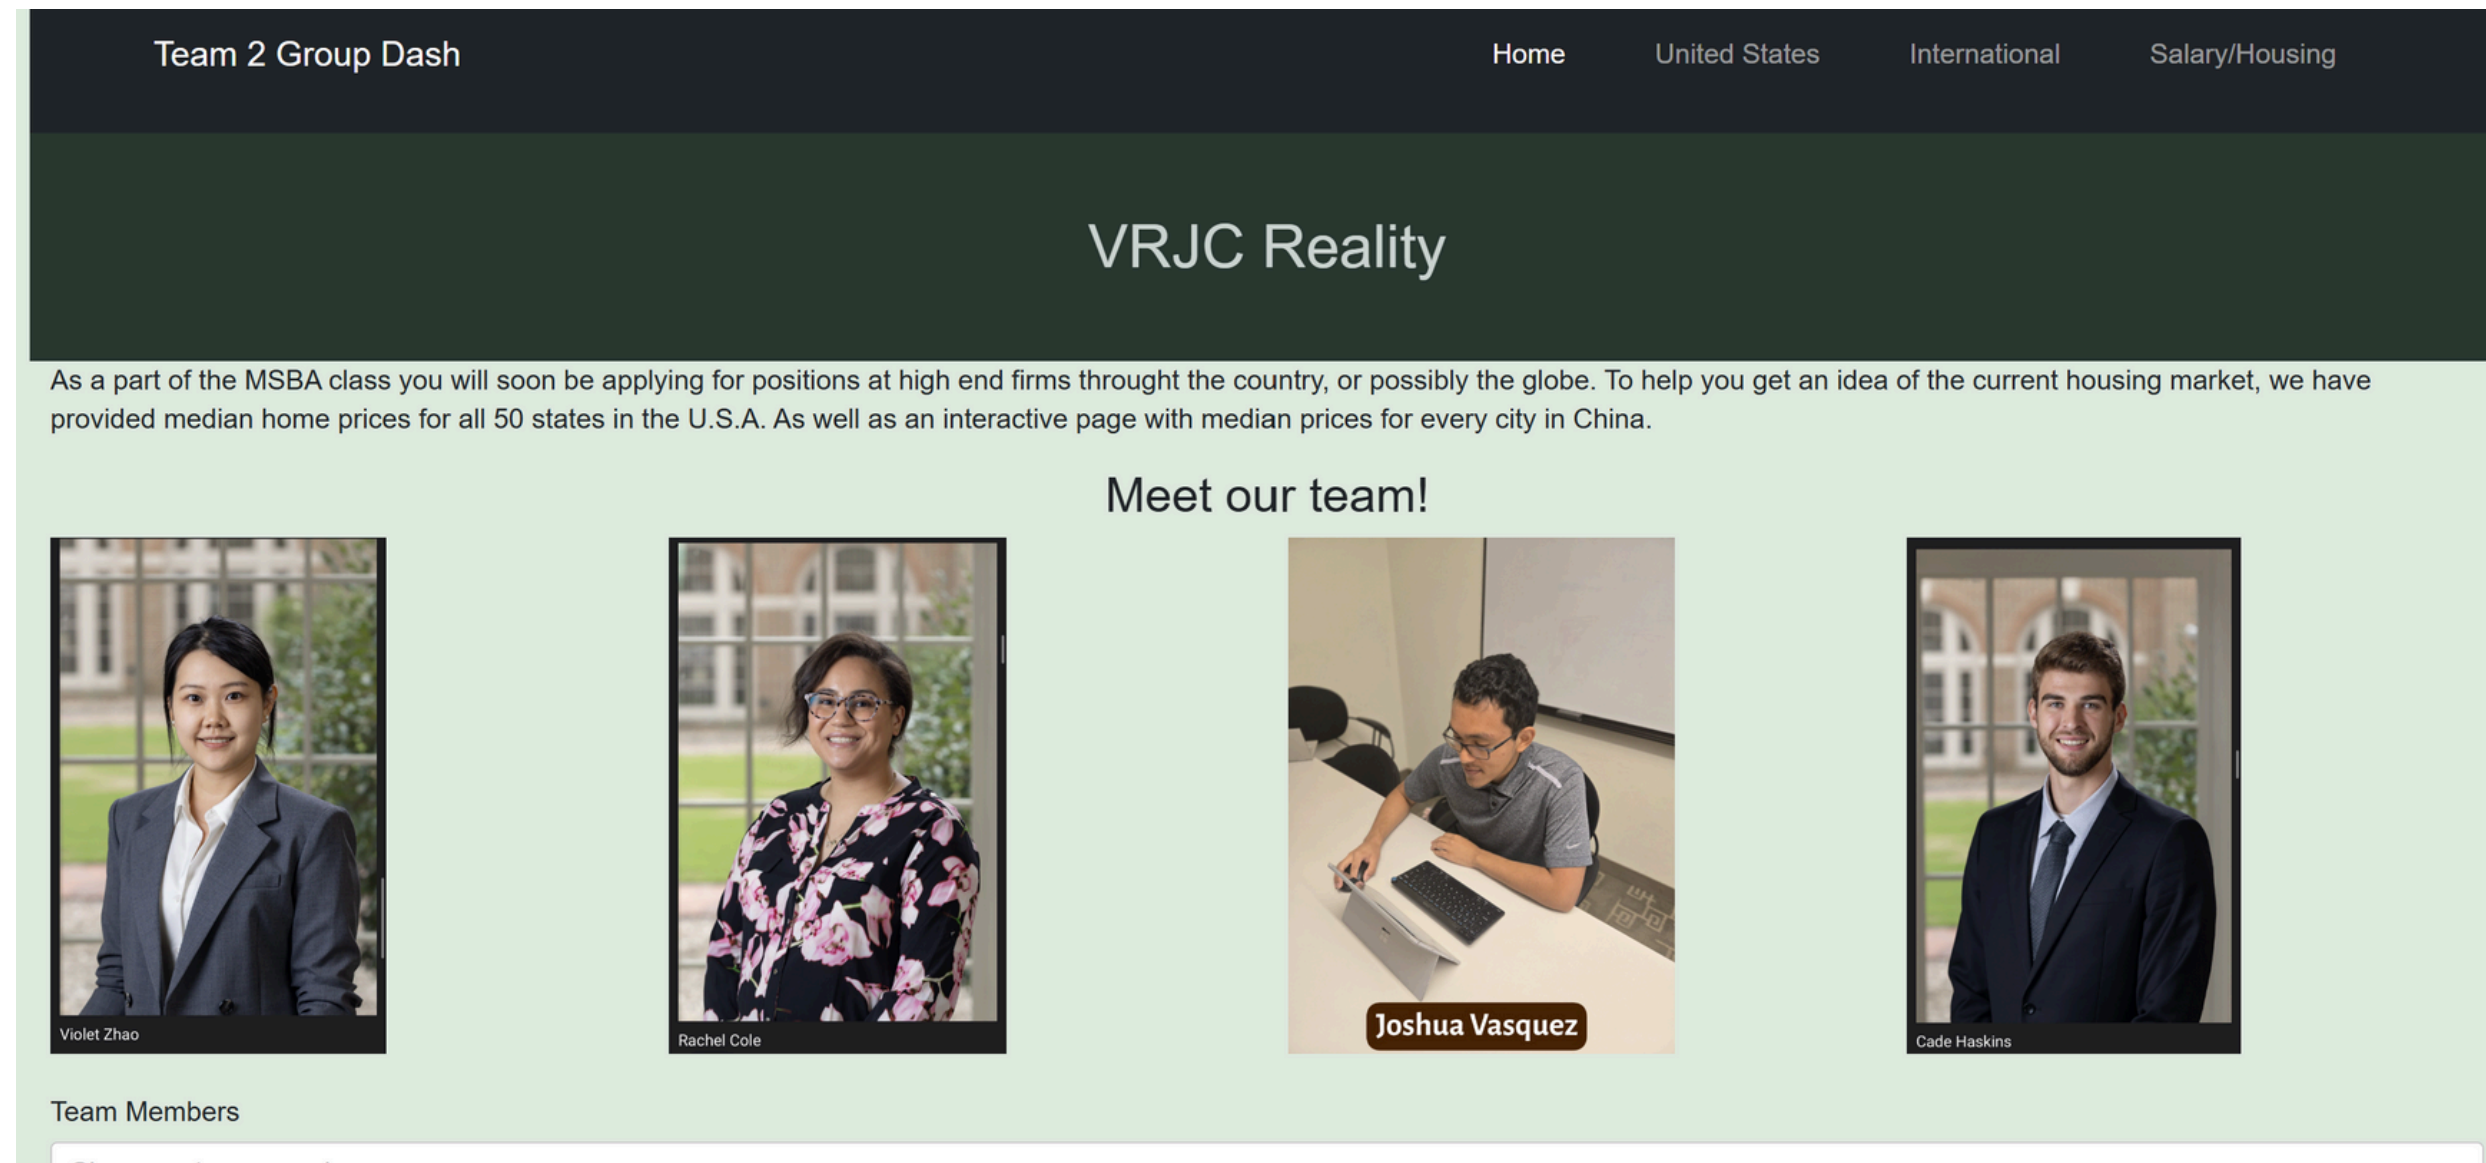 Team 2 Group Dash Home United States International Salary/Housing
VRJC Reality
As a part of the MSBA class you will soon be applying for positions at high end firms throught the country, or possibly the globe. To help you get an idea of the current housing market, we have
provided median home prices for all 50 states in the U.S.A. As well as an interactive page with median prices for every city in China.
Meet our team!
Violet Zhao
Rachel Cole
Joshua Vasquez
Cade Haskins
Team Members